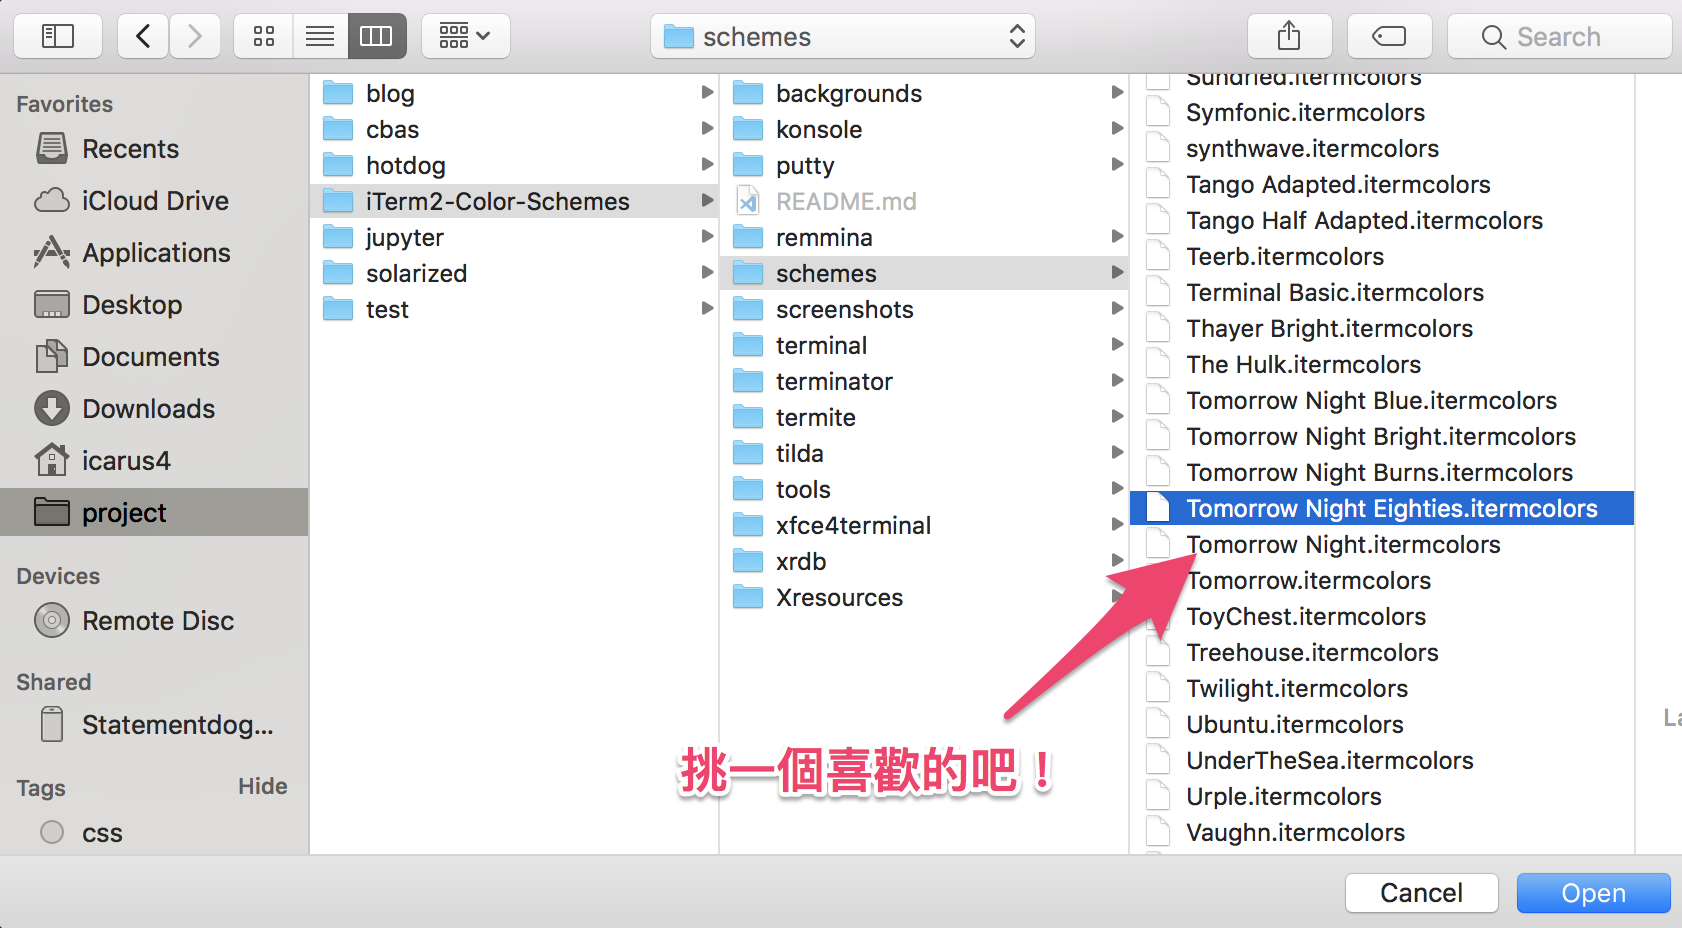 schemes
Search
Favorites
Recents
iCloud Drive
Applications
Desktop
Documents
Downloads
icarus4
project
Devices
Remote Disc
Shared
Statementdog...
Tags
Hide
css
blog
cbas
hotdog
iTerm2-Color-Schemes
jupyter
solarized
test
backgrounds
konsole
putty
README.md
remmina
schemes
screenshots
terminal
terminator
termite
tilda
tools
xfce4terminal
xrdb
Xresources
Sundried.itermcolors
Symfonic.itermcolors
synthwave.itermcolors
Tango Adapted.itermcolors
Tango Half Adapted.itermcolors
Teerb.itermcolors
Terminal Basic.itermcolors
Thayer Bright.itermcolors
The Hulk.itermcolors
Tomorrow Night Blue.itermcolors
Tomorrow Night Bright.itermcolors
Tomorrow Night Burns.itermcolors
Tomorrow Night Eighties.itermcolors
Tomorrow Night.itermcolors
Tomorrow.itermcolors
ToyChest.itermcolors
Treehouse.itermcolors
Twilight.itermcolors
Ubuntu.itermcolors
UnderTheSea.itermcolors
Urple.itermcolors
Vaughn.itermcolors
挑一個喜歡的吧！
Cancel
Open